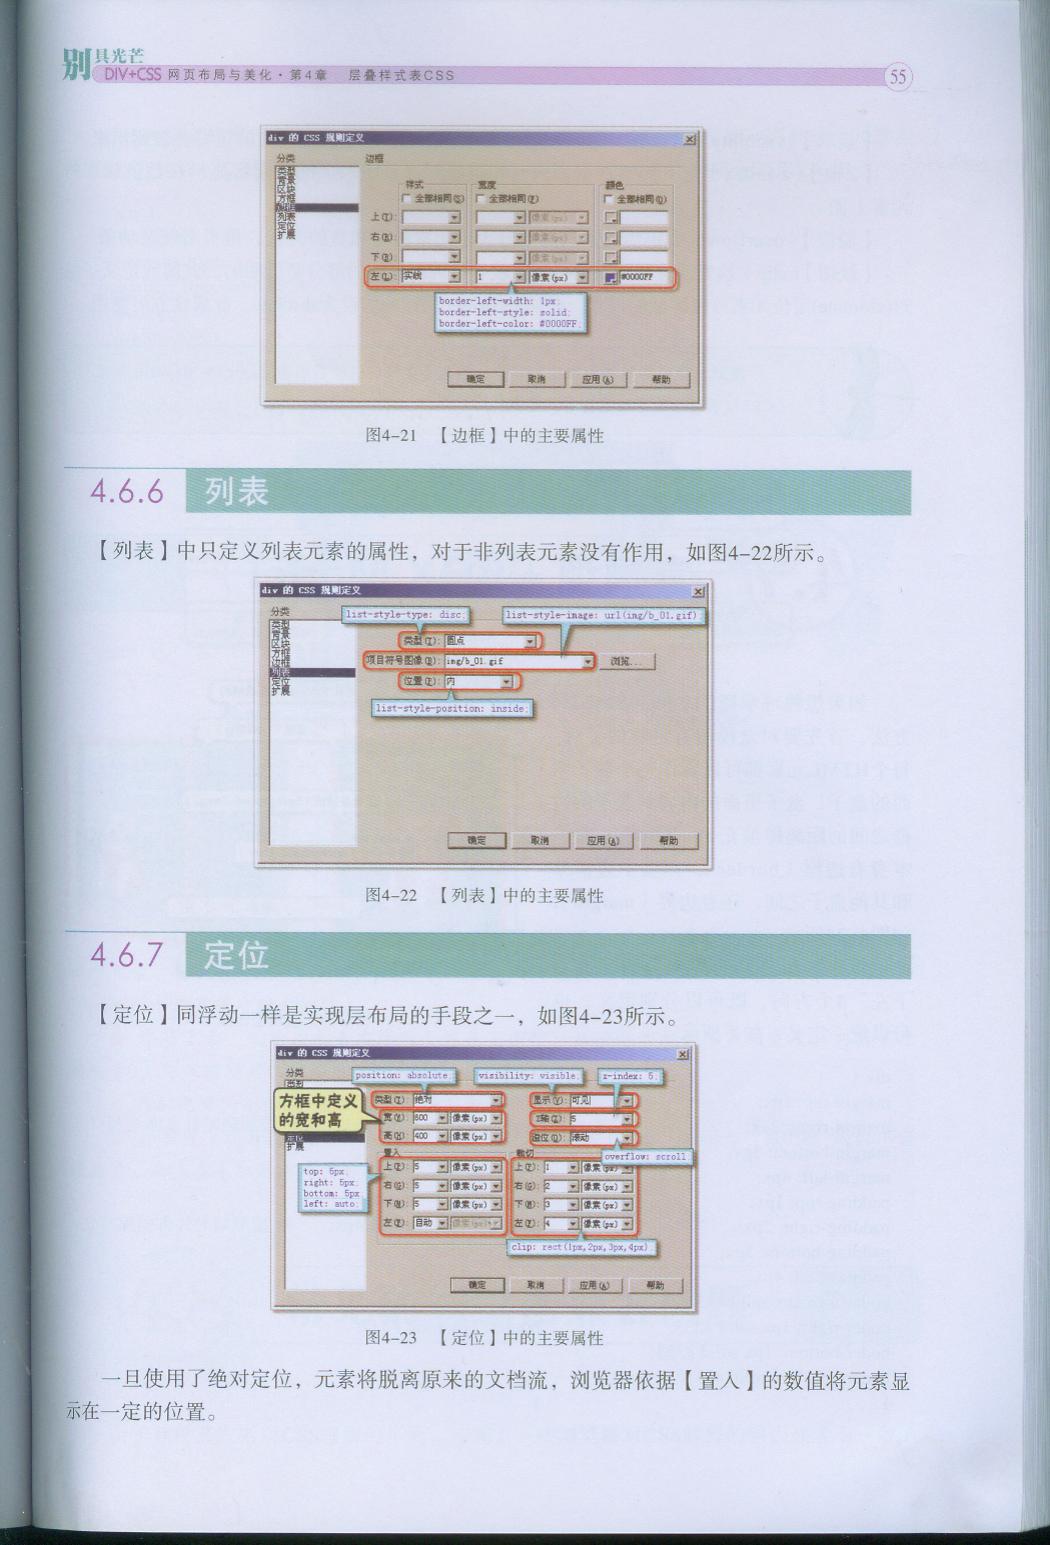 别具光芒
DIV+CSS 网页布局与美化·第4章 层叠样式表CSS
55
div 的 CSS 规则定义
分类 边框
类型
背景
区块
方框
边框
列表
定位
扩展
样式 宽度 颜色
全部相同(S) 全部相同(F) 全部相同(O)
上(T): 像素(px)
右(R): 像素(px)
下(B): 像素(px)
左(L): 实线 1 像素(px) #0000FF
border-left-width: 1px;
border-left-style: solid;
border-left-color: #0000FF;
确定 取消 应用(A) 帮助
图4-21 【边框】中的主要属性
4.6.6 列表
【列表】中只定义列表元素的属性，对于非列表元素没有作用，如图4-22所示。
div 的 CSS 规则定义
分类
list-style-type: disc; list-style-image: url(img/b_01.gif)
类型
背景
区块
方框
边框
列表
定位
扩展
类型(T): 圆点
项目符号图像(B): img/b_01.gif 浏览...
位置(P): 内
list-style-position: inside;
确定 取消 应用(A) 帮助
图4-22 【列表】中的主要属性
4.6.7 定位
【定位】同浮动一样是实现层布局的手段之一，如图4-23所示。
div 的 CSS 规则定义
分类
position: absolute; visibility: visible; z-index: 5;
类型
方框中定义
的宽和高
定位
扩展
类型(T): 绝对 显示(V): 可见
宽(W): 600 像素(px) Z轴(Z): 5
高(H): 400 像素(px) 溢位(F): 滚动
overflow: scroll
置入 裁切
上(P): 5 像素(px) 上(T): 1 像素(px)
右(G): 5 像素(px) 右(G): 2 像素(px)
下(M): 5 像素(px) 下(B): 3 像素(px)
左(F): 自动 像素(px) 左(L): 4 像素(px)
top: 5px;
right: 5px;
bottom: 5px;
left: auto;
clip: rect(1px,2px,3px,4px);
确定 取消 应用(A) 帮助
图4-23 【定位】中的主要属性
一旦使用了绝对定位，元素将脱离原来的文档流，浏览器依据【置入】的数值将元素显
示在一定的位置。